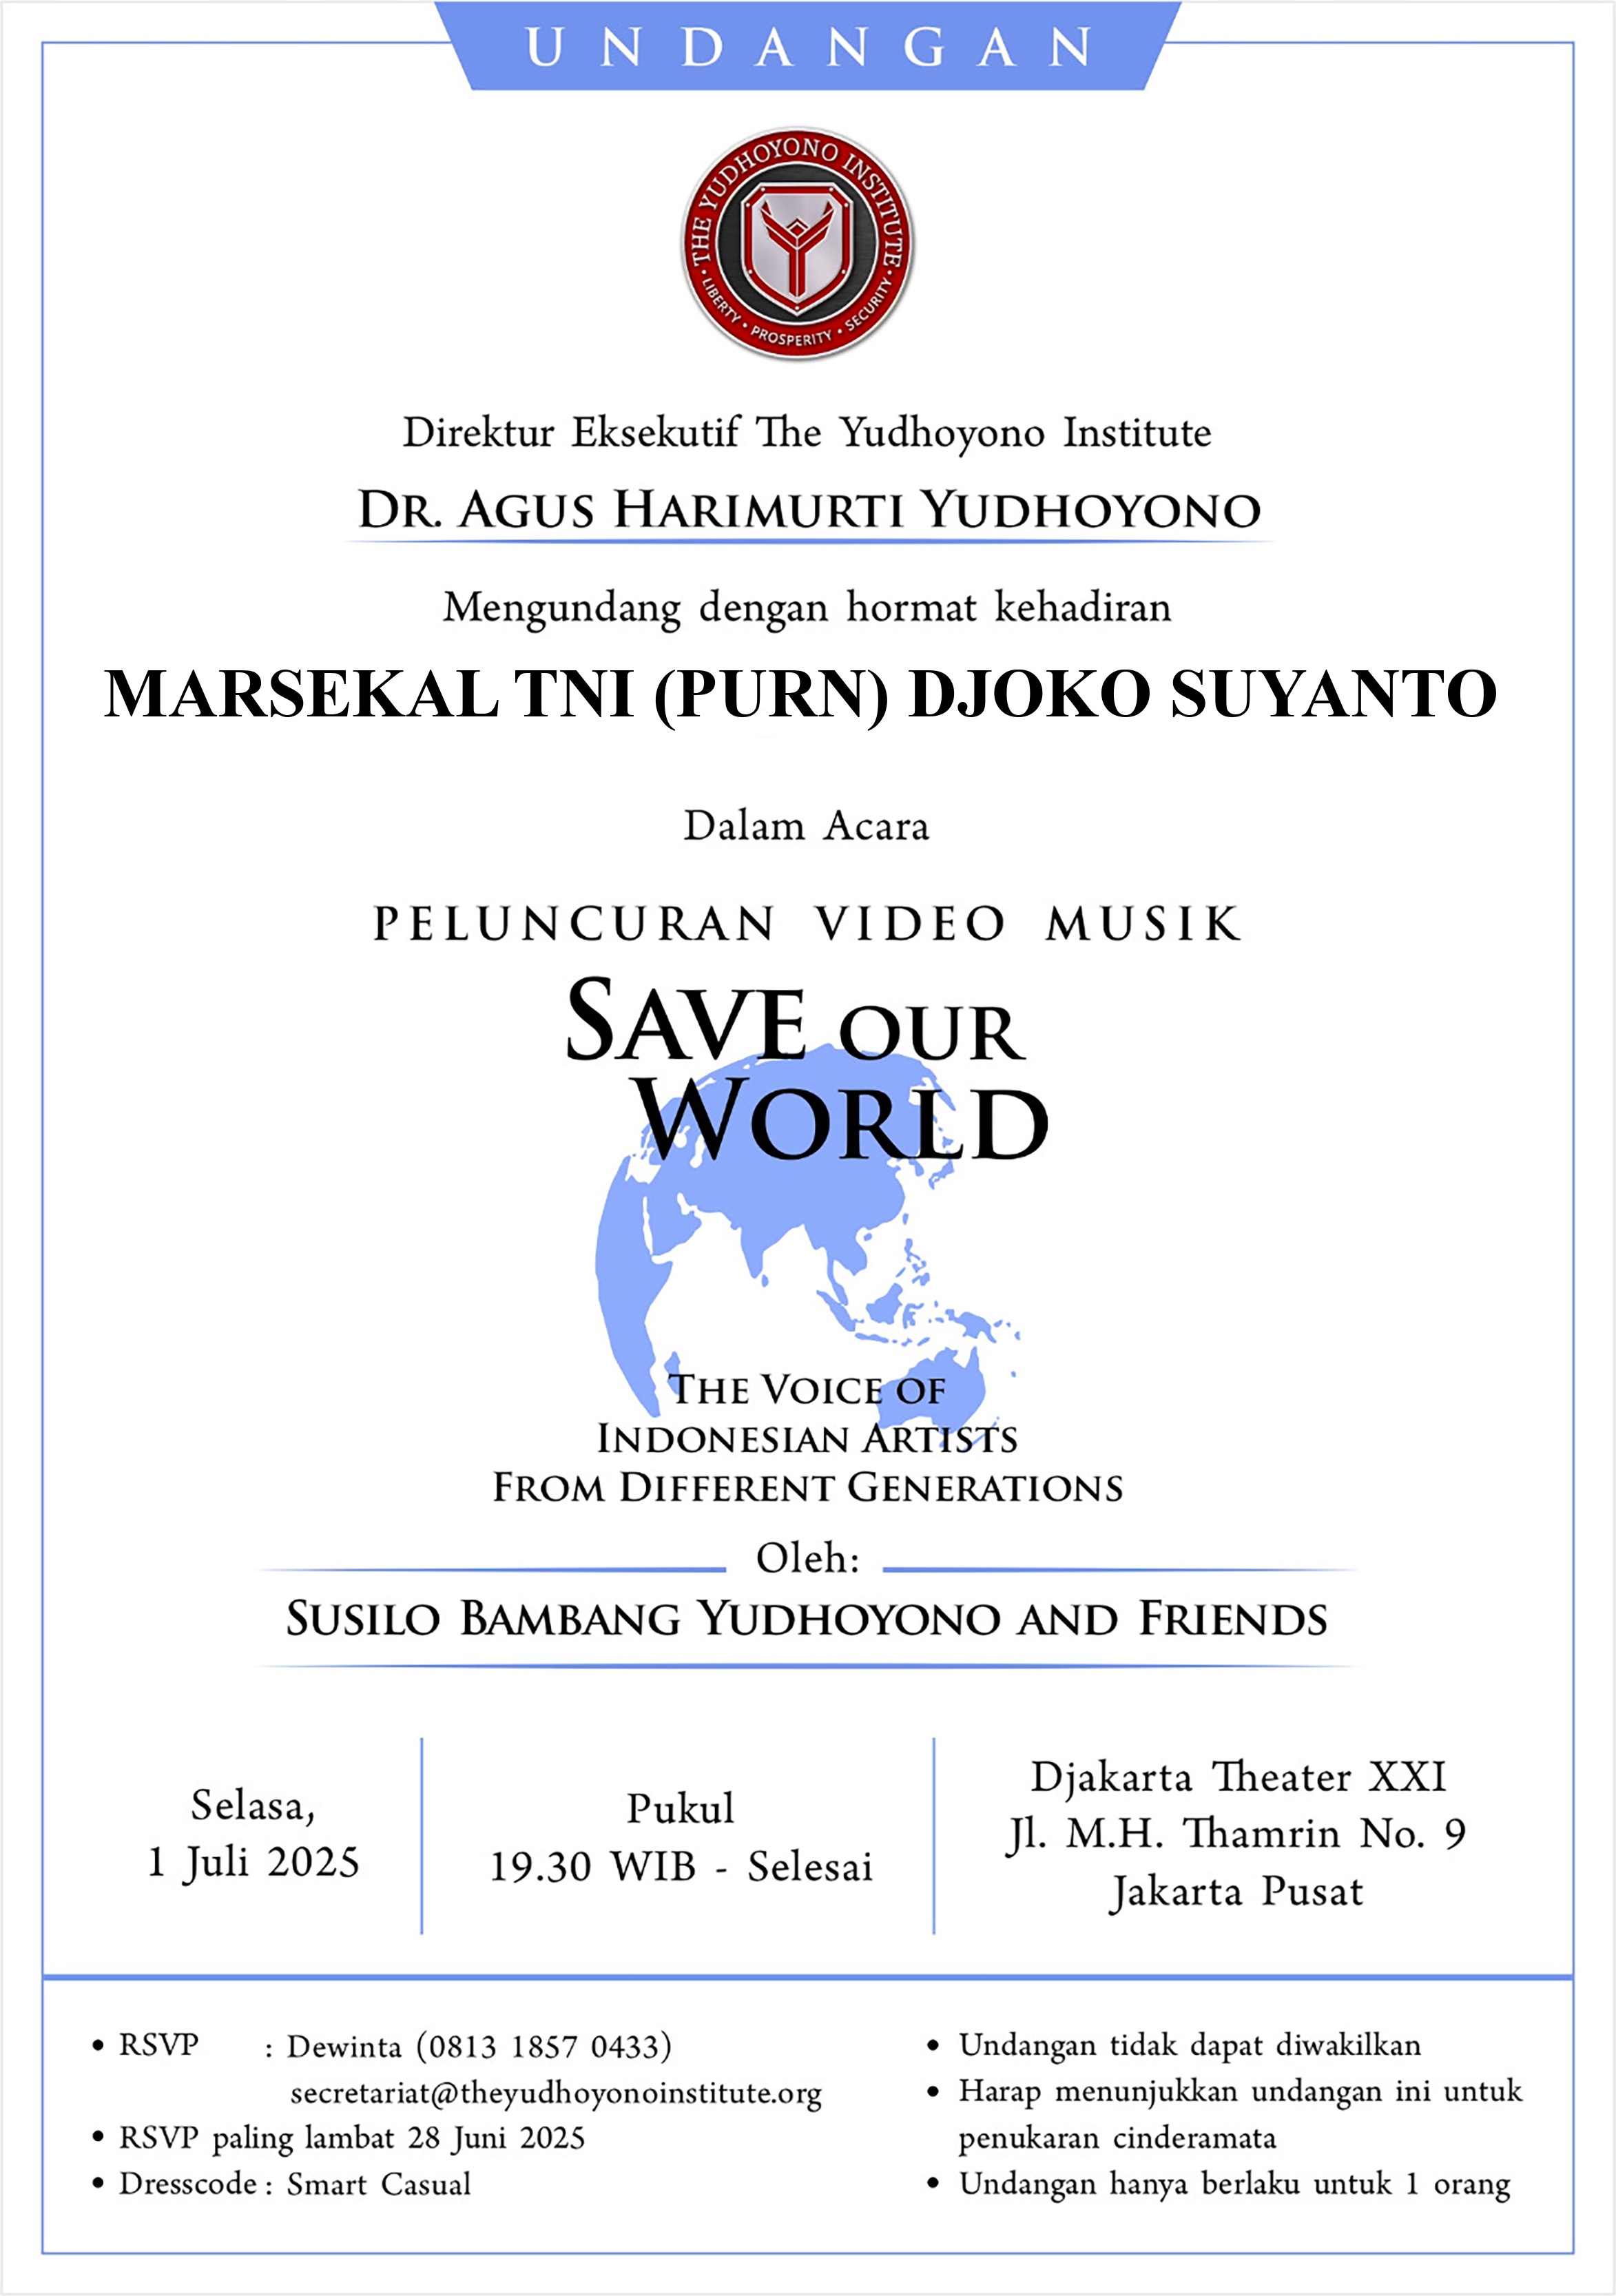 UNDANGAN
THE YUDHOYONO INSTITUTE
LIBERTY • PROSPERITY • SECURITY
Direktur Eksekutif The Yudhoyono Institute
DR. AGUS HARIMURTI YUDHOYONO
Mengundang dengan hormat kehadiran
MARSEKAL TNI (PURN) DJOKO SUYANTO
Dalam Acara
PELUNCURAN VIDEO MUSIK
SAVE OUR
WORLD
THE VOICE OF
INDONESIAN ARTISTS
FROM DIFFERENT GENERATIONS
Oleh:
SUSILO BAMBANG YUDHOYONO AND FRIENDS
Selasa,
1 Juli 2025
Pukul
19.30 WIB - Selesai
Djakarta Theater XXI
Jl. M.H. Thamrin No. 9
Jakarta Pusat
• RSVP : Dewinta (0813 1857 0433)
secretariat@theyudhoyonoinstitute.org
• RSVP paling lambat 28 Juni 2025
• Dresscode : Smart Casual
• Undangan tidak dapat diwakilkan
• Harap menunjukkan undangan ini untuk
penukaran cinderamata
• Undangan hanya berlaku untuk 1 orang